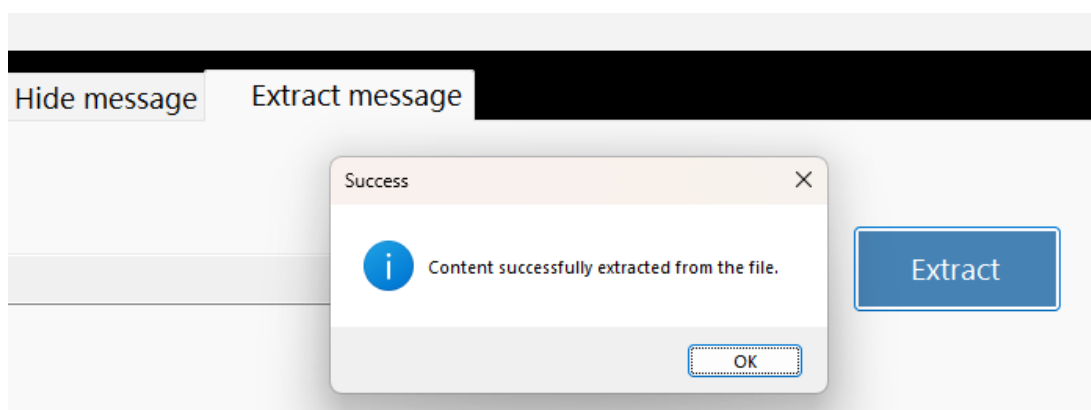 Hide message
Extract message
Success
Content successfully extracted from the file.
Extract
OK